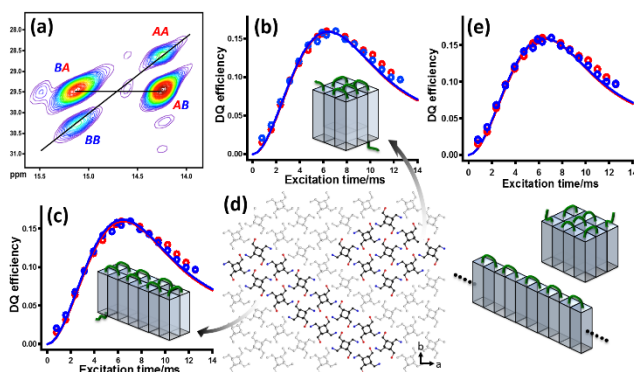 (a)
28.0
28.5
29.5
30.5
31.0
ppm
15.5
15.0
14.5
14.0
AA
BA
AB
BB
(b)
DQ efficiency
0.15
0.10
0.05
0.00
0 2 4 6 8 10 12 14
Excitation time/ms
(e)
DQ efficiency
0.15
0.10
0.05
0.00
0 2 4 6 8 10 12 14
Excitation time/ms
(c)
DQ efficiency
0.15
0.10
0.05
0.00
0 2 4 6 8 10 12 14
Excitation time/ms
(d)
b
a